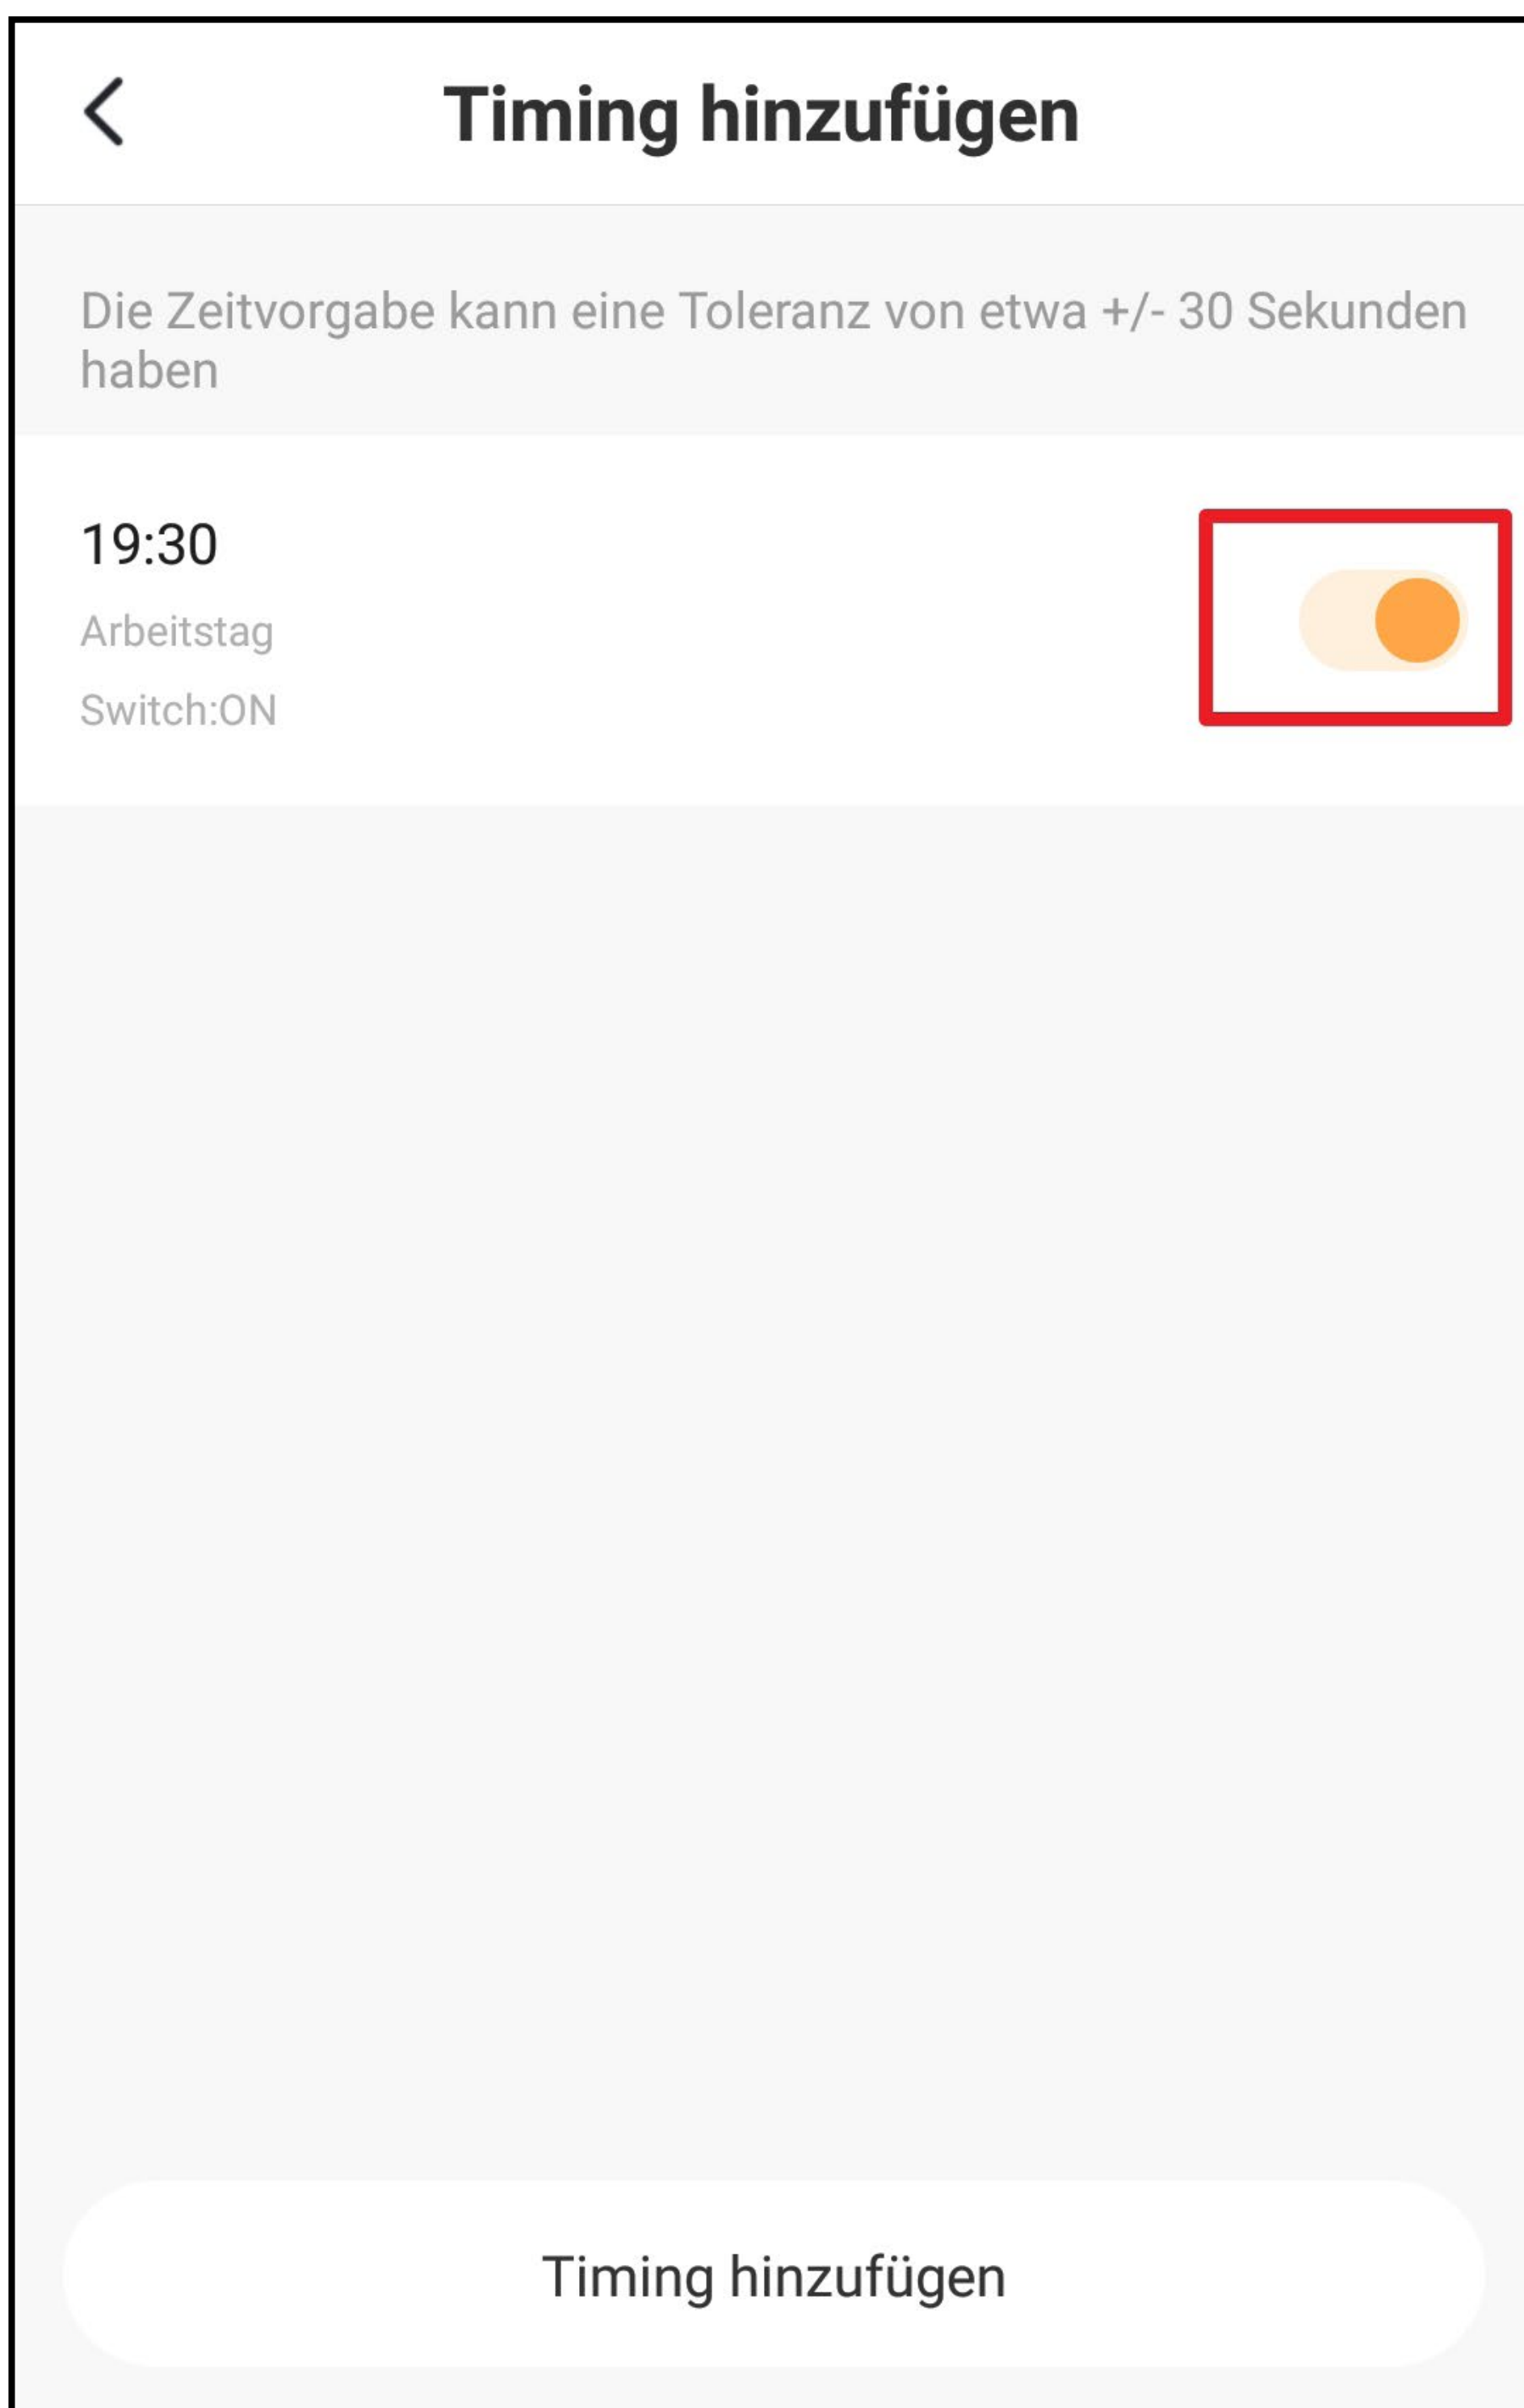 Timing hinzufügen
Die Zeitvorgabe kann eine Toleranz von etwa +/- 30 Sekunden
haben
19:30
Arbeitstag
Switch:ON
Timing hinzufügen